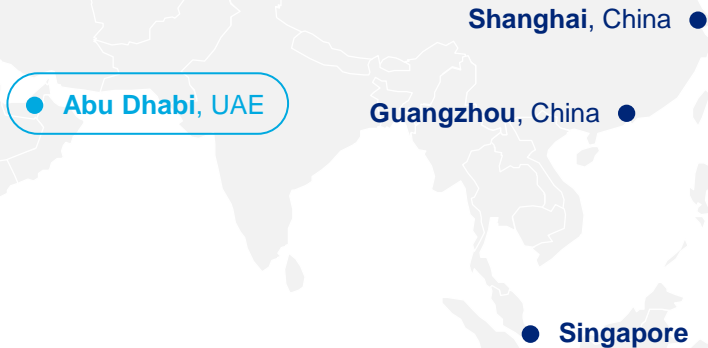 Shanghai, China
Abu Dhabi, UAE
Guangzhou, China
Singapore